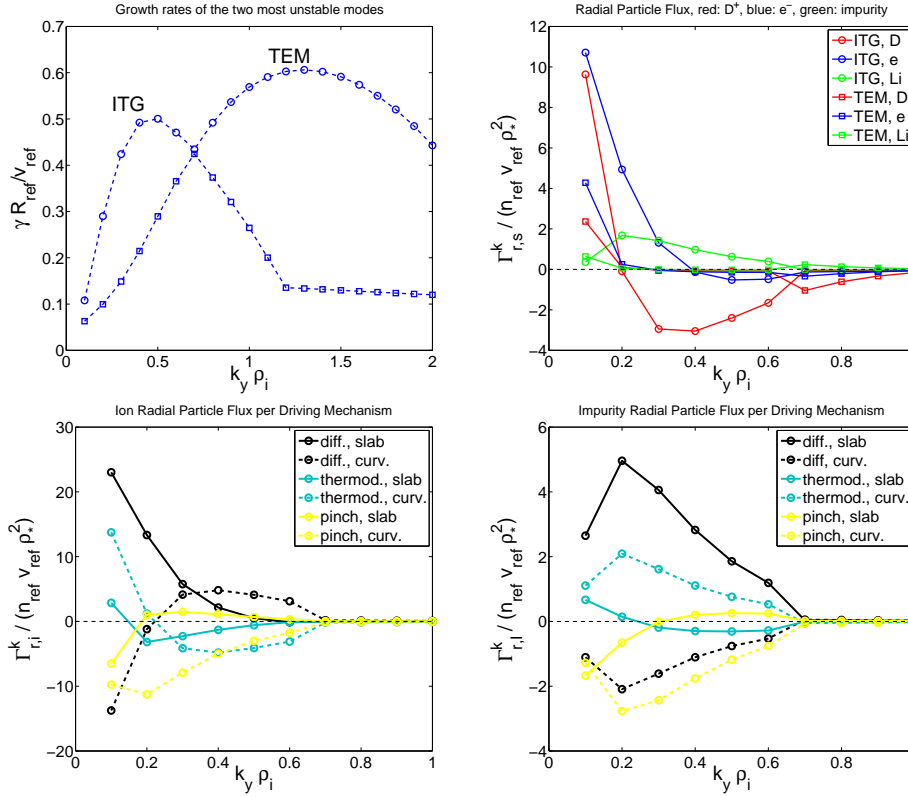 Growth rates of the two most unstable modes
0.7
0.6
0.5
0.4
0.3
0.2
0.1
0
γ R_ref/v_ref
ITG
TEM
0 0.5 1 1.5 2
k_y ρ_i
Radial Particle Flux, red: D⁺, blue: e⁻, green: impurity
12
10
8
6
4
2
0
−2
−4
Γ^k_r,s / (n_ref v_ref ρ_*^2)
ITG, D
ITG, e
ITG, Li
TEM, D
TEM, e
TEM, Li
0 0.2 0.4 0.6 0.8
k_y ρ_i
Ion Radial Particle Flux per Driving Mechanism
30
20
10
0
−10
−20
Γ^k_r,i / (n_ref v_ref ρ_*^2)
diff., slab
diff., curv.
thermod., slab
thermod., curv.
pinch, slab
pinch, curv.
0 0.2 0.4 0.6 0.8 1
k_y ρ_i
Impurity Radial Particle Flux per Driving Mechanism
6
4
2
0
−2
−4
Γ^k_r,I / (n_ref v_ref ρ_*^2)
diff., slab
diff, curv.
thermod., slab
thermod., curv.
pinch, slab
pinch, curv.
0 0.2 0.4 0.6 0.8
k_y ρ_i